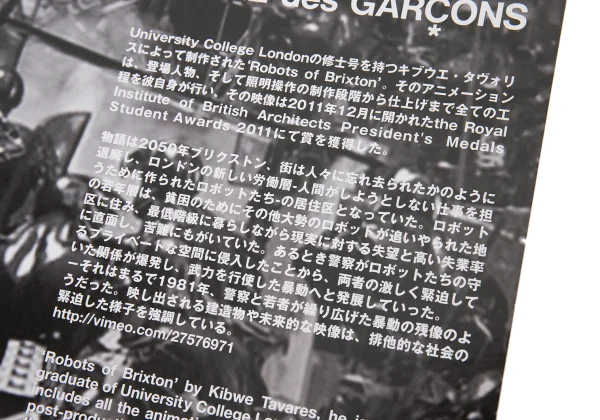 des GARÇONS
*
University College Londonの修士号を持つキブウエ・タヴォリ
スによって制作された‘Robots of Brixton’。そのアニメーション
は、登場人物、そして照明操作の制作段階から仕上げまで全ての工
程を彼自身が行い、その映像は2011年12月に開かれたthe Royal
Institute of British Architects President's Medals
Student Awards 2011にて賞を獲得した。
物語は2050年ブリクストン、街は人々に忘れ去られたかのように
退廃し、ロンドンの新しい労働層-人間がしようとしない仕事を担
うために作られたロボットたち-の居住区となっていた。ロボット
の若年層は、貧困のためにその他大勢のロボットが追いやられた地
区に住み、最低階級に暮らしながら現実に対する失望と高い失業率
に直面し、苦難にもがいていた。あるとき警察がロボットたちの守
るプライベートな空間に侵入したことから、両者の激しく緊迫して
いた関係が爆発し、武力を行使した暴動へと発展していった。
ーそれはまるで1981年、警察と若者が繰り広げた暴動の残像のよ
うだった。映し出される建造物や未来的な映像は、排他的な社会の
緊迫した様子を強調している。
http://vimeo.com/27576971
‘Robots of Brixton’ by Kibwe Tavares, he
graduate of University College
includes all the
post-produ